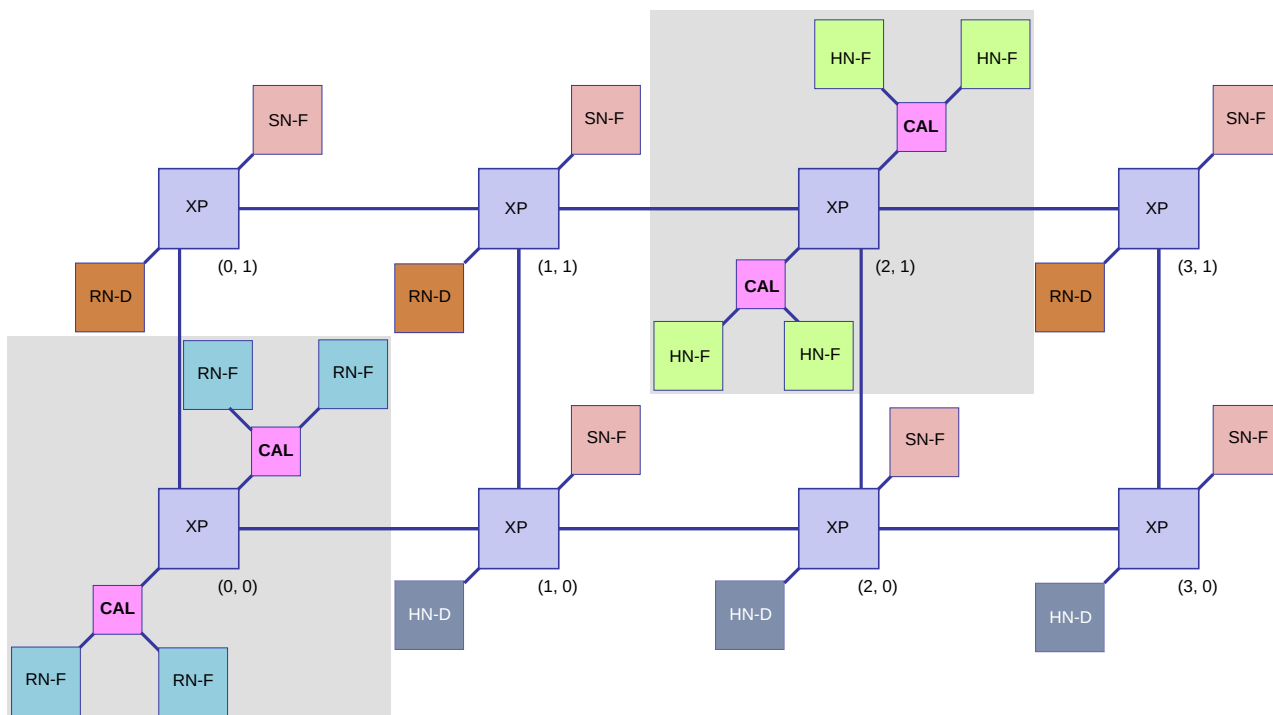 HN-F
HN-F
SN-F
SN-F
CAL
SN-F
XP
XP
XP
XP
(0, 1)
(1, 1)
(2, 1)
(3, 1)
RN-D
RN-D
CAL
RN-D
HN-F
HN-F
RN-F
RN-F
CAL
SN-F
SN-F
SN-F
XP
XP
XP
XP
(0, 0)
(1, 0)
(2, 0)
(3, 0)
CAL
HN-D
HN-D
HN-D
RN-F
RN-F